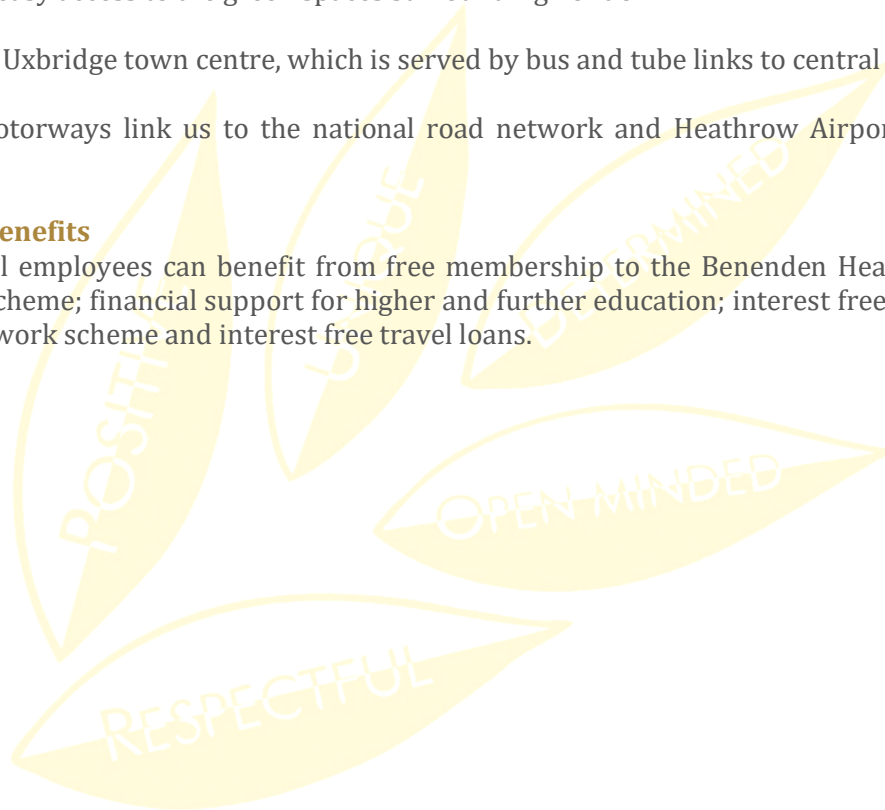 Uxbridge town centre, which is served by bus and tube links to central
otorways link us to the national road network and Heathrow Airpor
enefits
l employees can benefit from free membership to the Benenden Hea
cheme; financial support for higher and further education; interest free
work scheme and interest free travel loans.
POSITIVE
UNIQUE
DETERMINED
OPEN MINDED
RESPECTFUL